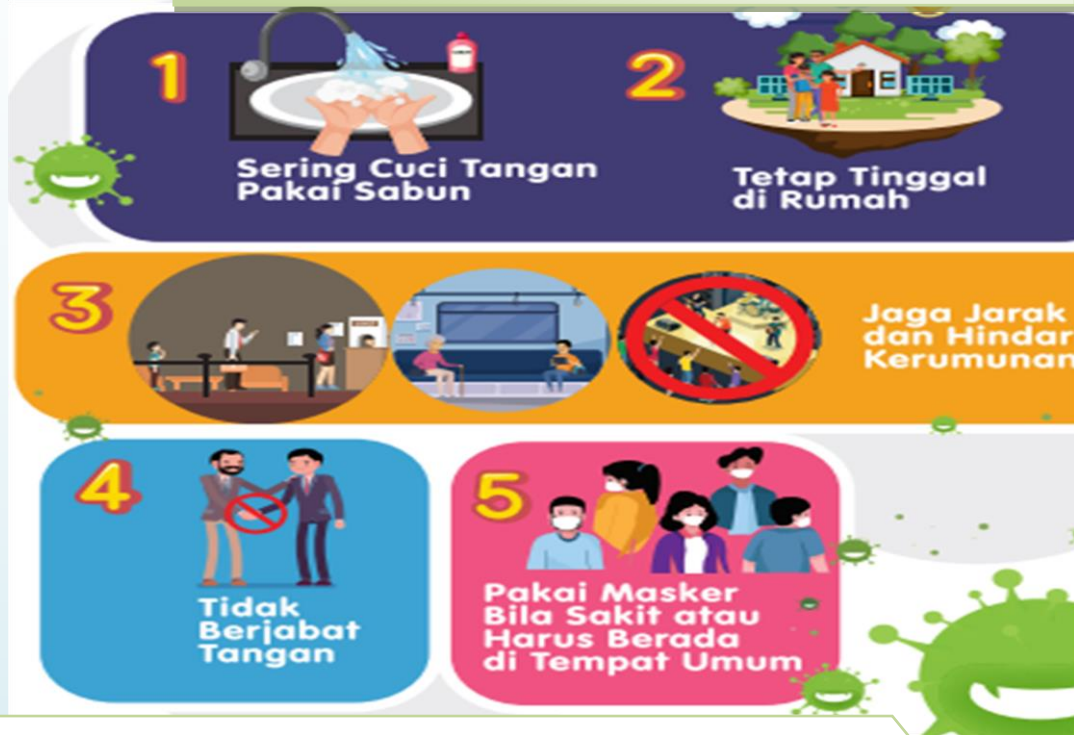 1
Sering Cuci Tangan
Pakai Sabun
2
Tetap Tinggal
di Rumah
3
Jaga Jarak
dan Hindar
Kerumunan
4
Tidak
Berjabat
Tangan
5
Pakai Masker
Bila Sakit atau
Harus Berada
di Tempat Umum